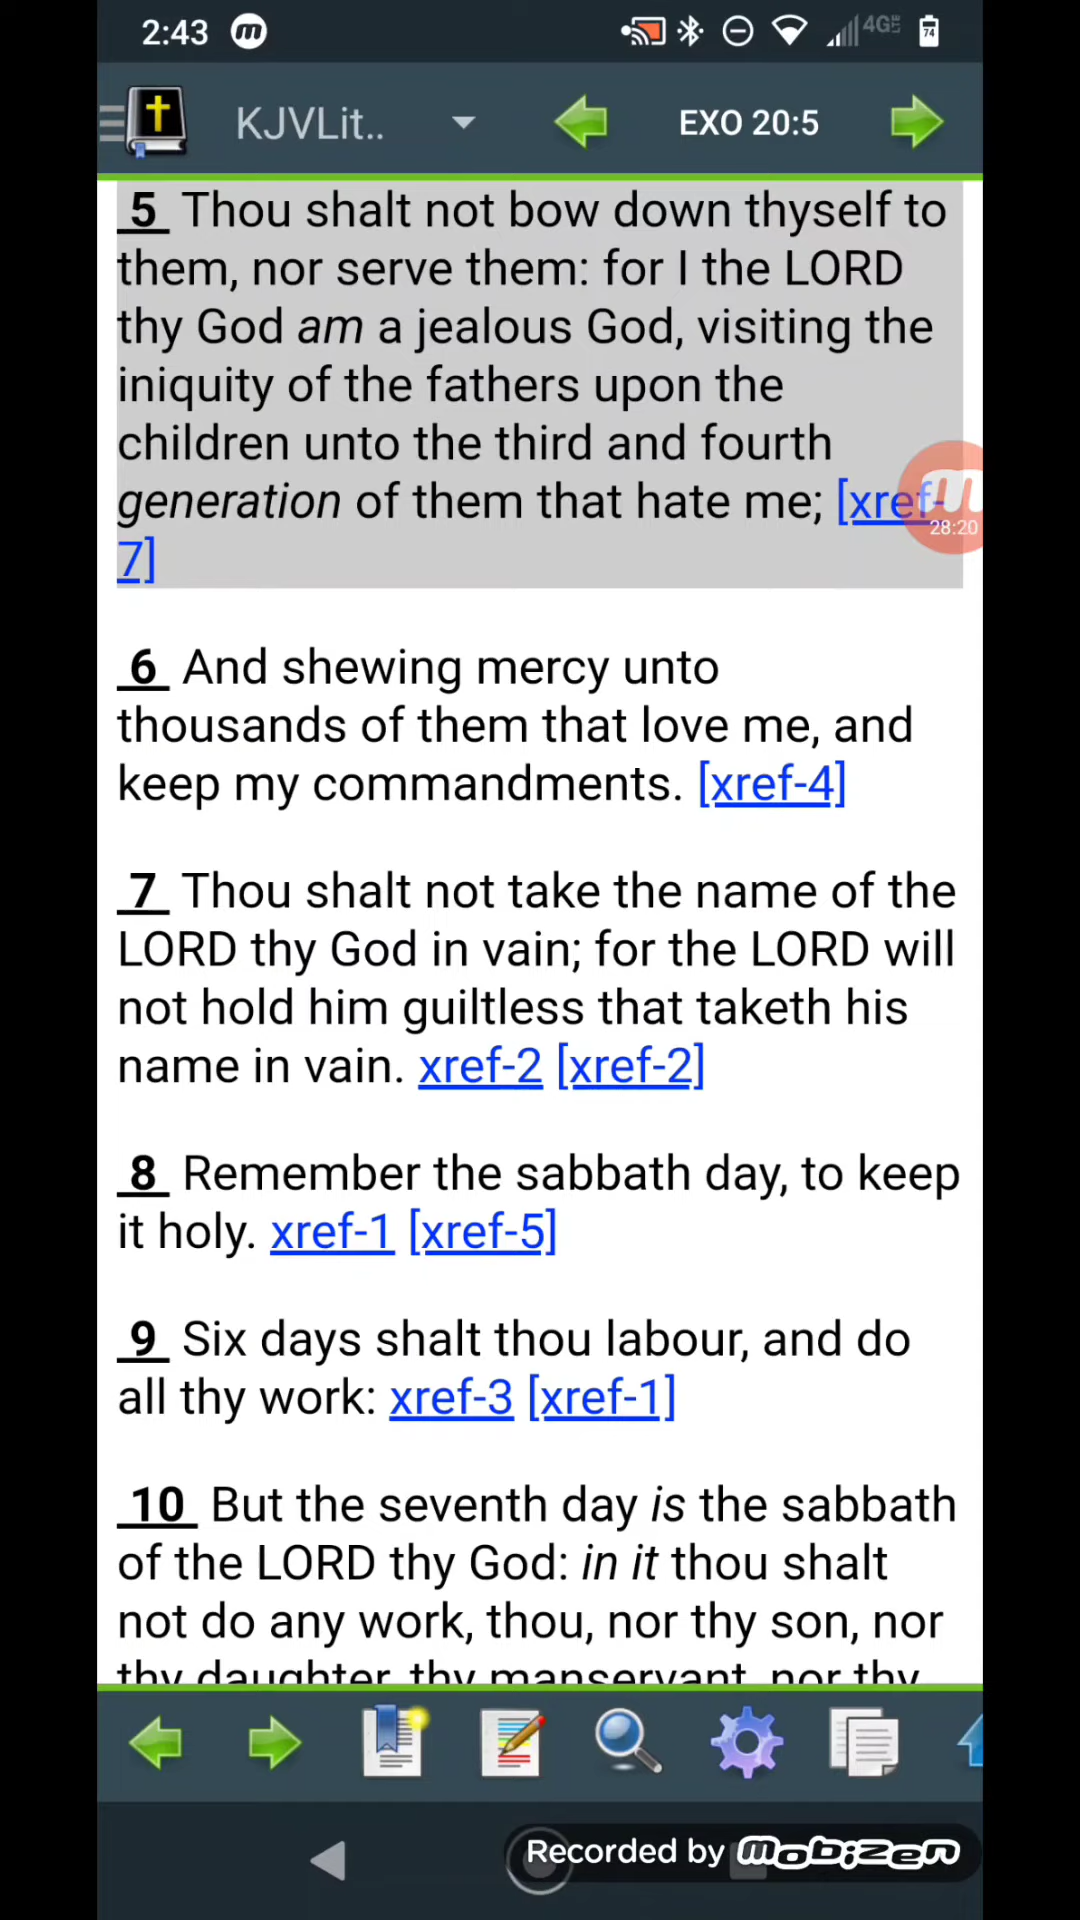 2:43
4G
74
KJVLit..
EXO 20:5
5 Thou shalt not bow down thyself to
them, nor serve them: for I the LORD
thy God am a jealous God, visiting the
iniquity of the fathers upon the
children unto the third and fourth
generation of them that hate me; [xref-
7]
28:20
6 And shewing mercy unto
thousands of them that love me, and
keep my commandments. [xref-4]
7 Thou shalt not take the name of the
LORD thy God in vain; for the LORD will
not hold him guiltless that taketh his
name in vain. xref-2 [xref-2]
8 Remember the sabbath day, to keep
it holy. xref-1 [xref-5]
9 Six days shalt thou labour, and do
all thy work: xref-3 [xref-1]
10 But the seventh day is the sabbath
of the LORD thy God: in it thou shalt
not do any work, thou, nor thy son, nor
thy daughter, thy manservant, nor thy
Recorded by mobizen